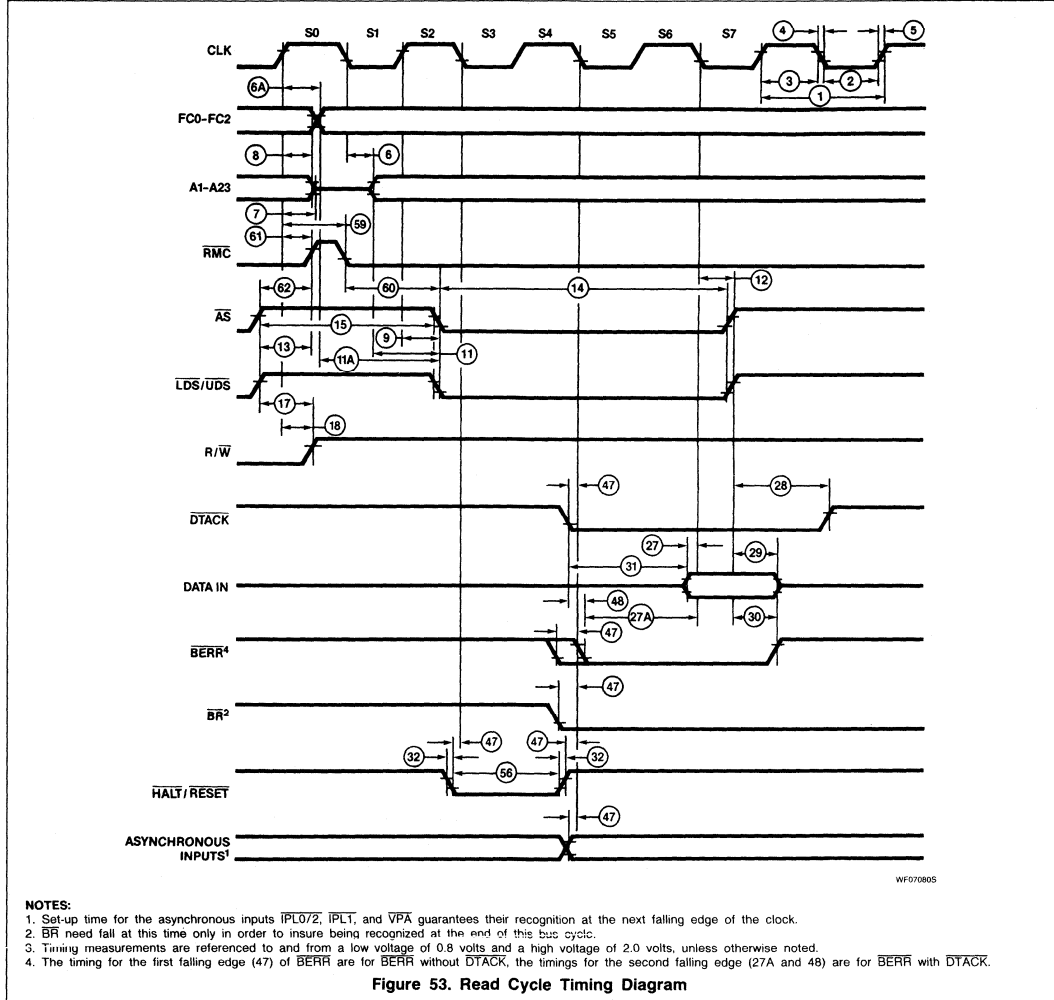 S0 S1 S2 S3 S4 S5 S6 S7 4 5
CLK
3 2
1
6A
FC0–FC2
8 6
A1–A23
7 59
61
RMC
12
62 60 14
AS
15
9
13 11A 11
LDS/UDS
17
18
R/W
47 28
DTACK
27 29
31
DATA IN
48
27A 30
47
BERR4
47
BR2
47 47
32 56 32
HALT/RESET
47
ASYNCHRONOUS
INPUTS1
WF07080S
NOTES:
1. Set-up time for the asynchronous inputs IPL0/2, IPL1, and VPA guarantees their recognition at the next falling edge of the clock.
2. BR need fall at this time only in order to insure being recognized at the end of this bus cycle.
3. Timing measurements are referenced to and from a low voltage of 0.8 volts and a high voltage of 2.0 volts, unless otherwise noted.
4. The timing for the first falling edge (47) of BERR are for BERR without DTACK, the timings for the second falling edge (27A and 48) are for BERR with DTACK.
Figure 53. Read Cycle Timing Diagram